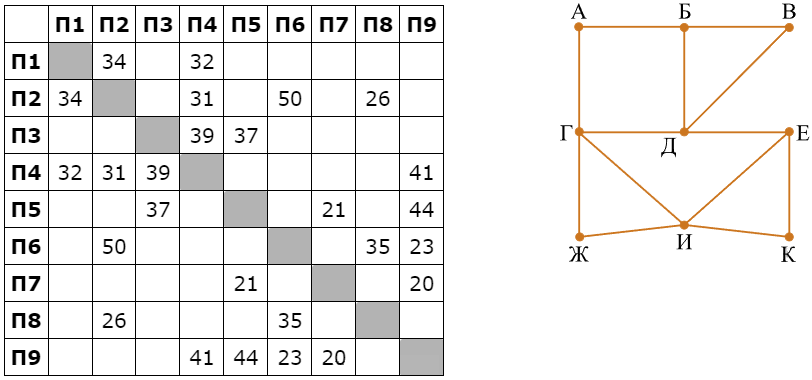 П1 П2 П3 П4 П5 П6 П7 П8 П9
П1 34 32
П2 34 31 50 26
П3 39 37
П4 32 31 39 41
П5 37 21 44
П6 50 35 23
П7 21 20
П8 26 35
П9 41 44 23 20
А Б В
Г Д Е
Ж И К